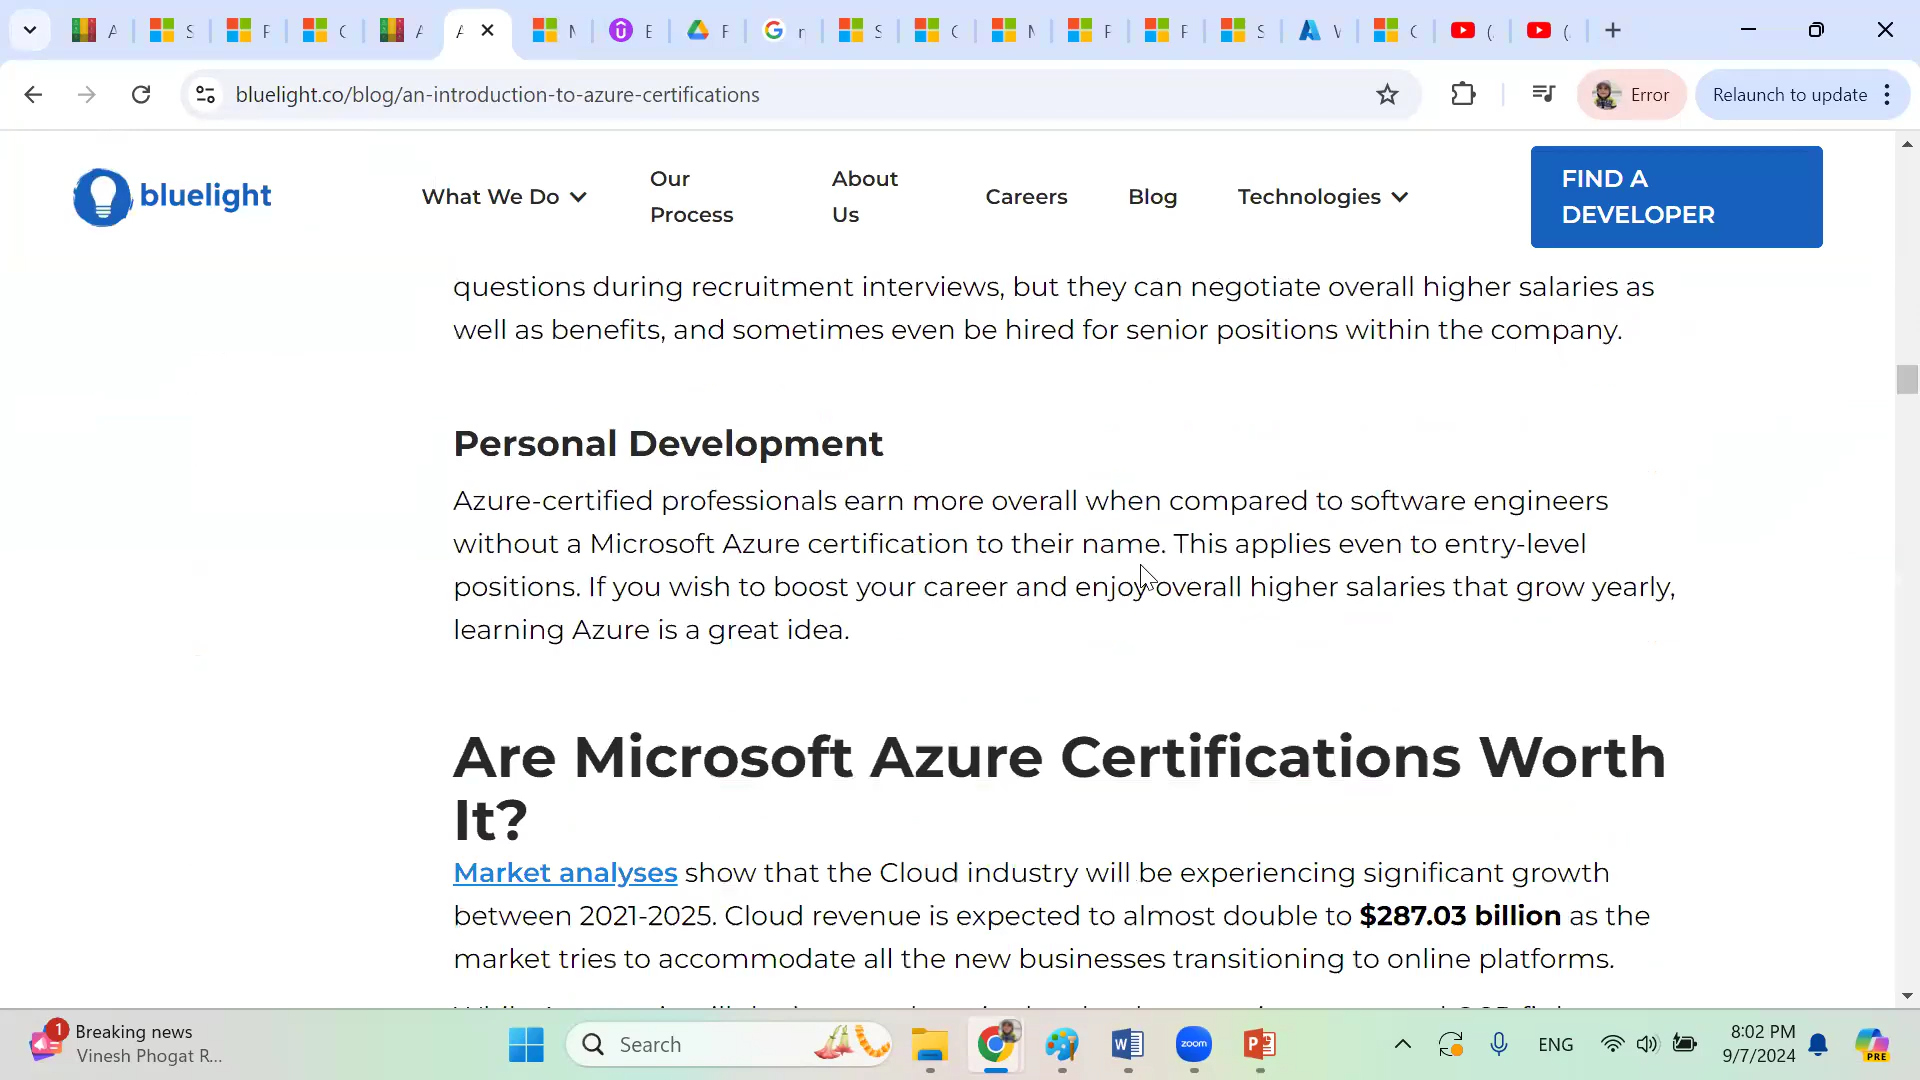 bluelight.co/blog/an-introduction-to-azure-certifications
Error
Relaunch to update
bluelight
What We Do
Our
Process
About
Us
Careers
Blog
Technologies
FIND A
DEVELOPER
questions during recruitment interviews, but they can negotiate overall higher salaries as
well as benefits, and sometimes even be hired for senior positions within the company.
Personal Development
Azure-certified professionals earn more overall when compared to software engineers
without a Microsoft Azure certification to their name. This applies even to entry-level
positions. If you wish to boost your career and enjoy overall higher salaries that grow yearly,
learning Azure is a great idea.
Are Microsoft Azure Certifications Worth
It?
Market analyses show that the Cloud industry will be experiencing significant growth
between 2021-2025. Cloud revenue is expected to almost double to $287.03 billion as the
market tries to accommodate all the new businesses transitioning to online platforms.
1
Breaking news
Vinesh Phogat R...
Search
zoom
ENG
8:02 PM
9/7/2024
PRE